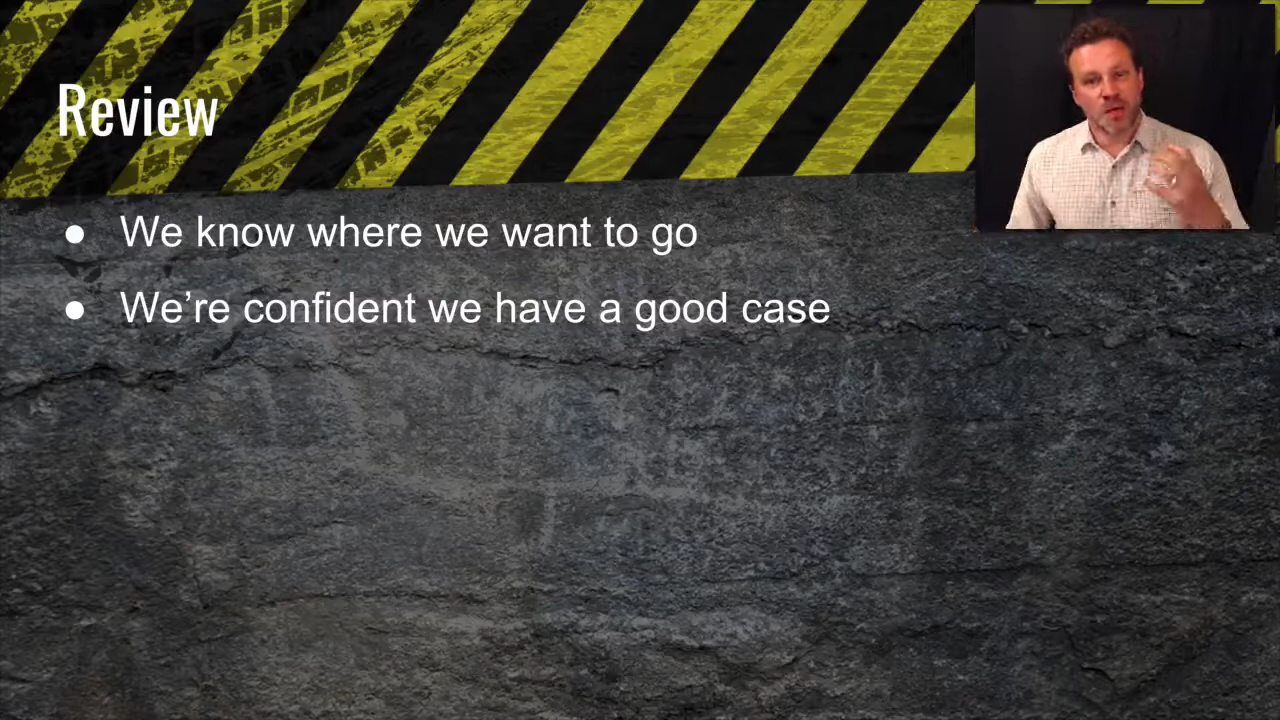 Review
● We know where we want to go
● We’re confident we have a good case